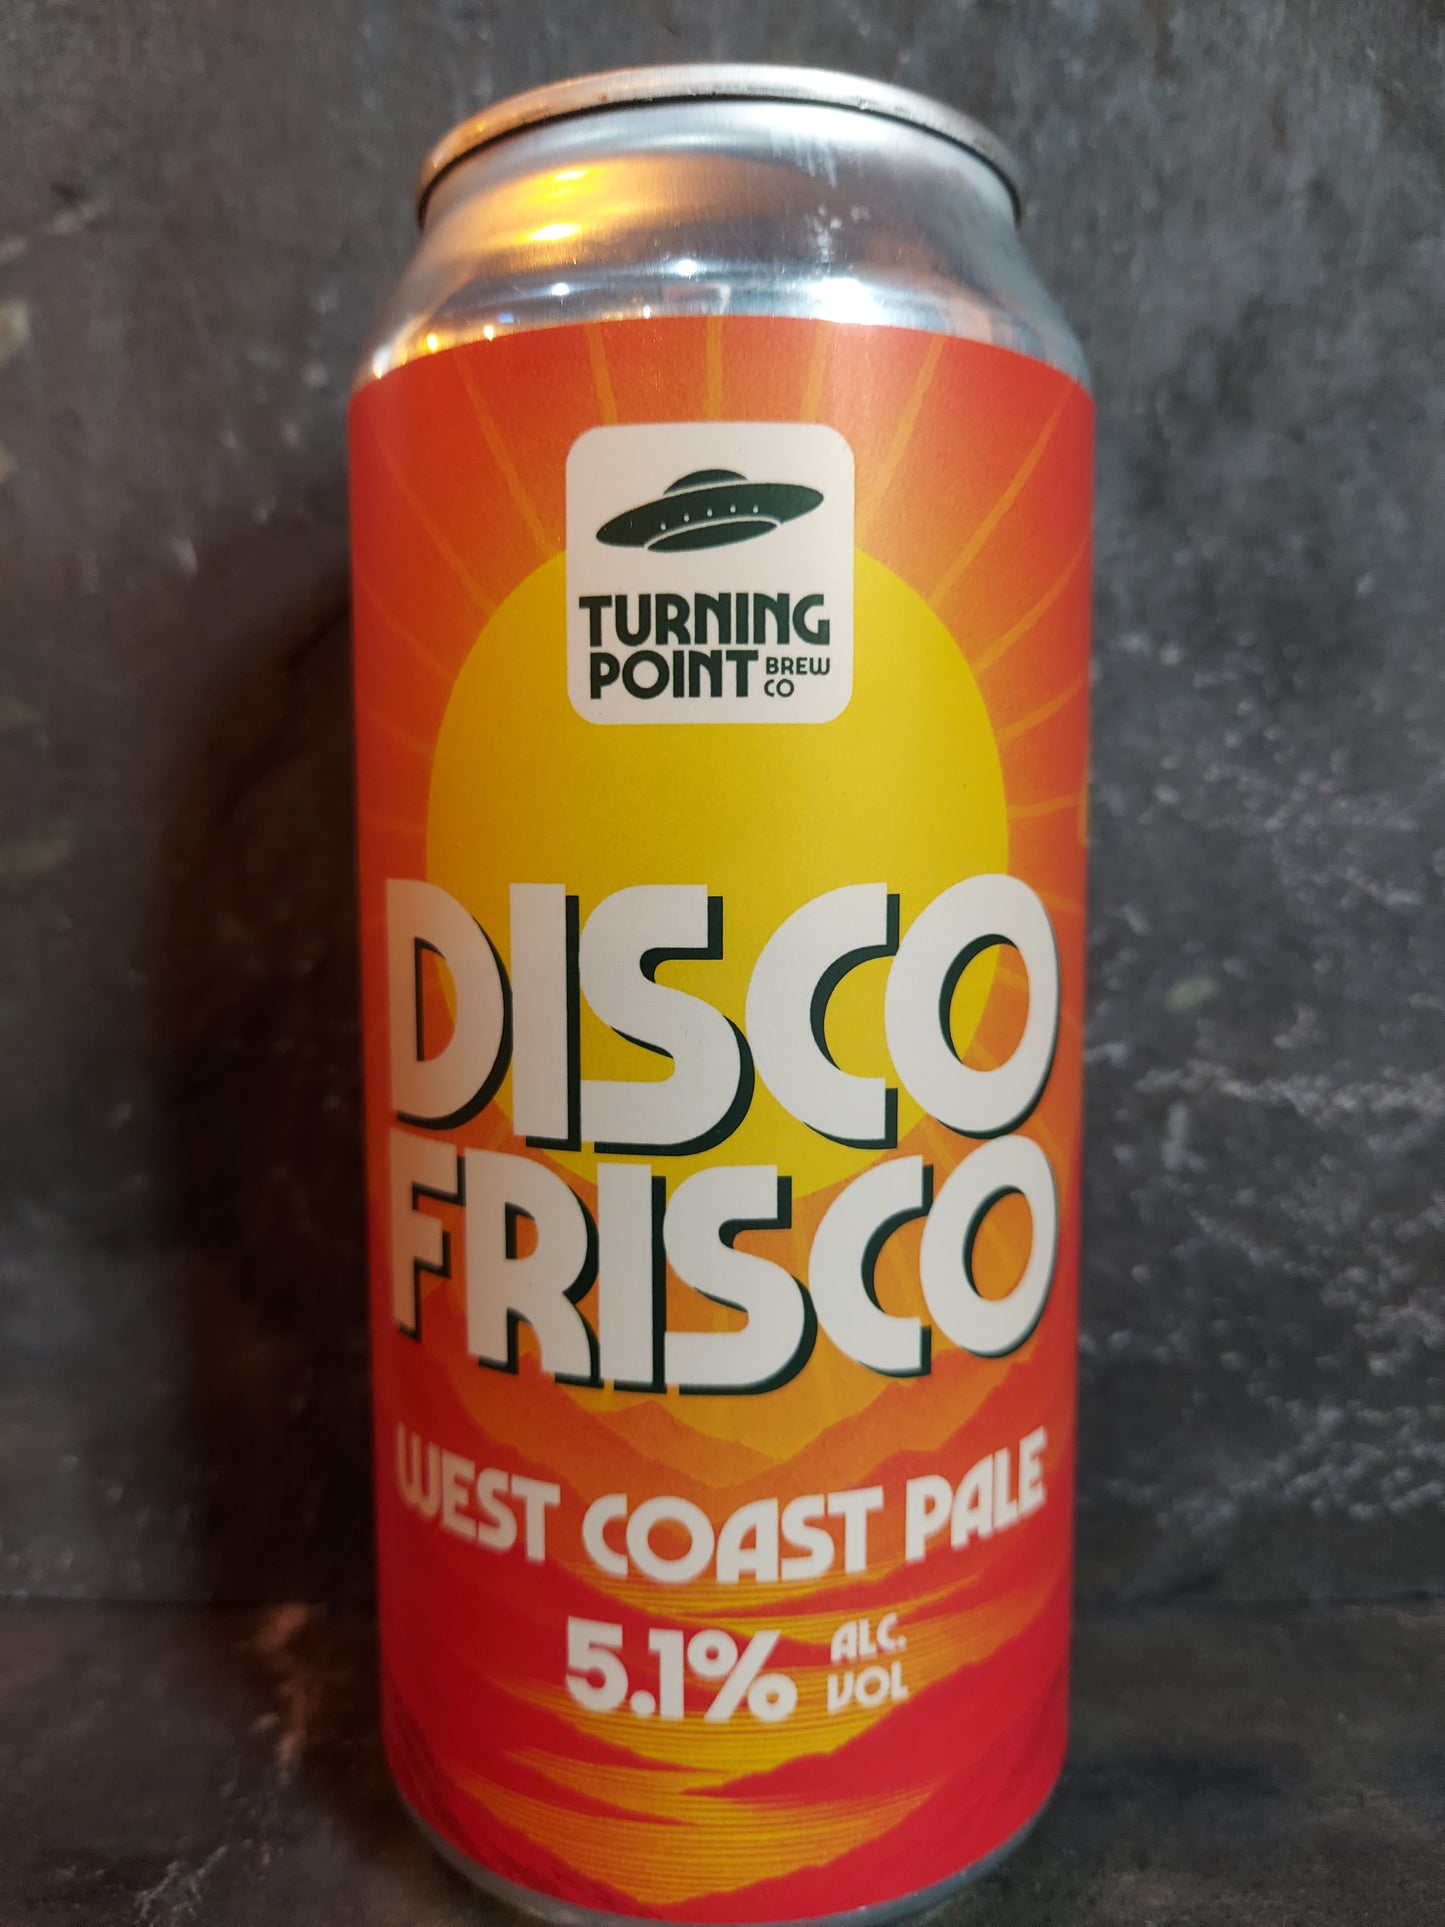 TURNING
POINT BREW
CO
DISCO
FRISCO
WEST COAST PALE
5.1% ALC.
VOL